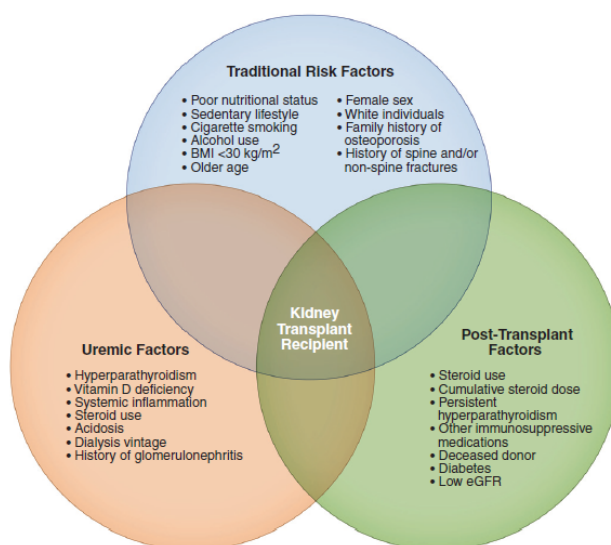 Traditional Risk Factors
• Poor nutritional status
• Sedentary lifestyle
• Cigarette smoking
• Alcohol use
• BMI <30 kg/m²
• Older age
• Female sex
• White individuals
• Family history of
osteoporosis
• History of spine and/or
non-spine fractures
Kidney
Transplant
Recipient
Uremic Factors
• Hyperparathyroidism
• Vitamin D deficiency
• Systemic inflammation
• Steroid use
• Acidosis
• Dialysis vintage
• History of glomerulonephritis
Post-Transplant
Factors
• Steroid use
• Cumulative steroid dose
• Persistent
hyperparathyroidism
• Other immunosuppressive
medications
• Deceased donor
• Diabetes
• Low eGFR